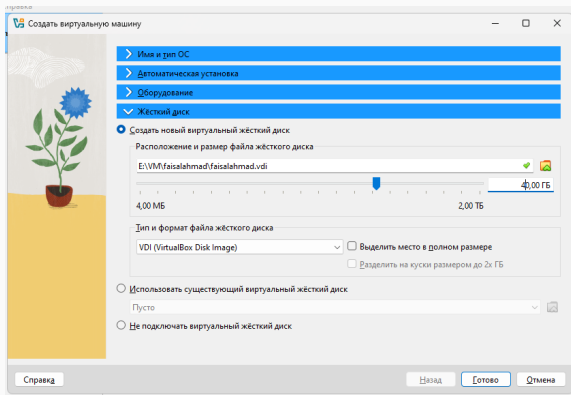 Создать виртуальную машину
Имя и тип ОС
Автоматическая установка
Оборудование
Жёсткий диск
Создать новый виртуальный жёсткий диск
Расположение и размер файла жёсткого диска
E:\VM\faisalahmad\faisalahmad.vdi
40,00 ГБ
4,00 МБ 2,00 ТБ
Тип и формат файла жёсткого диска
VDI (VirtualBox Disk Image) Выделить место в полном размере
Разделить на куски размером до 2х ГБ
Использовать существующий виртуальный жёсткий диск
Пусто
Не подключать виртуальный жёсткий диск
Справка Назад Готово Отмена